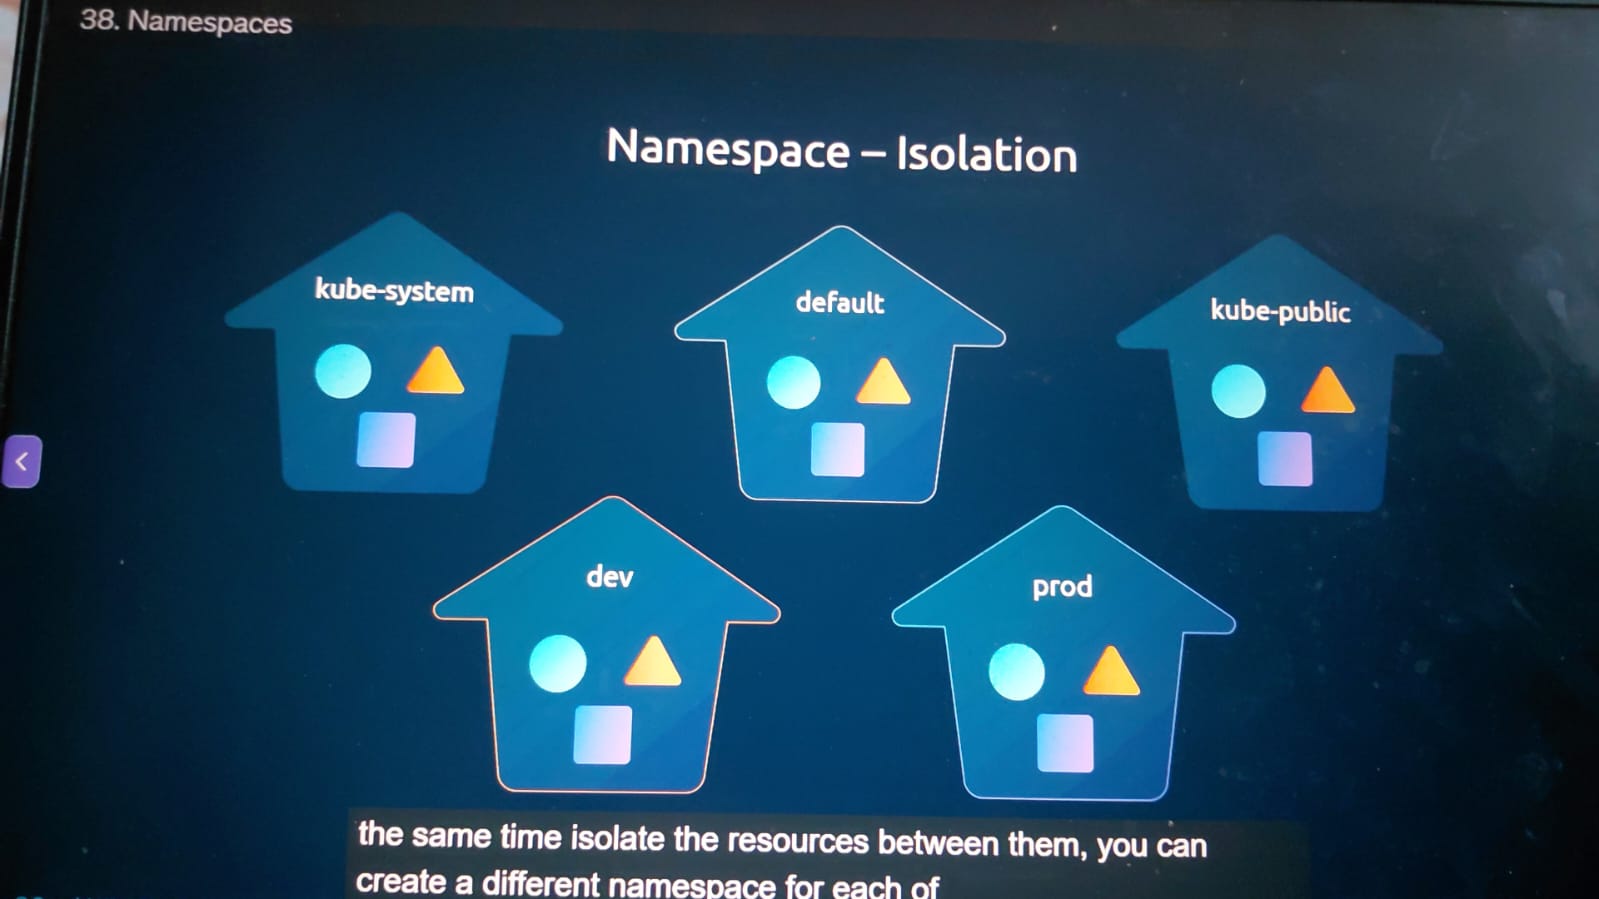 38. Namespaces
Namespace – Isolation
kube-system
default
kube-public
dev
prod
the same time isolate the resources between them, you can
create a different namespace for each of